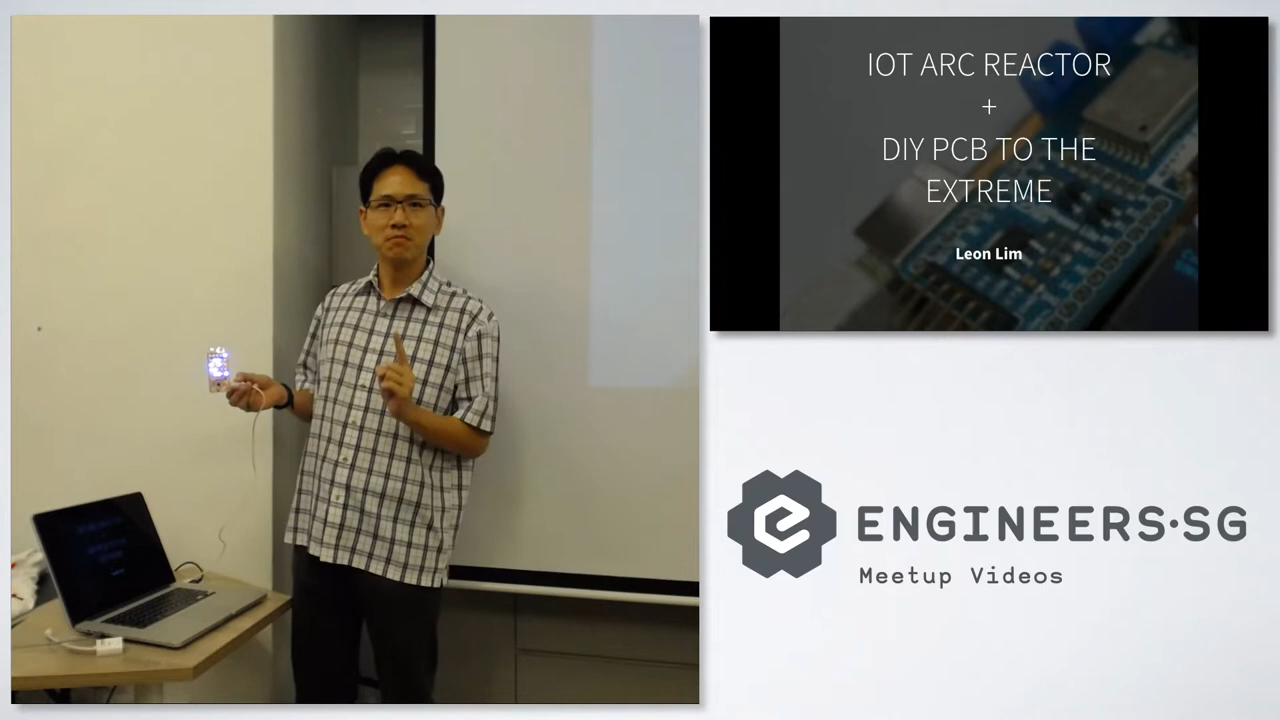 IOT ARC REACTOR
+
DIY PCB TO THE
EXTREME
Leon Lim
ENGINEERS·SG
Meetup Videos